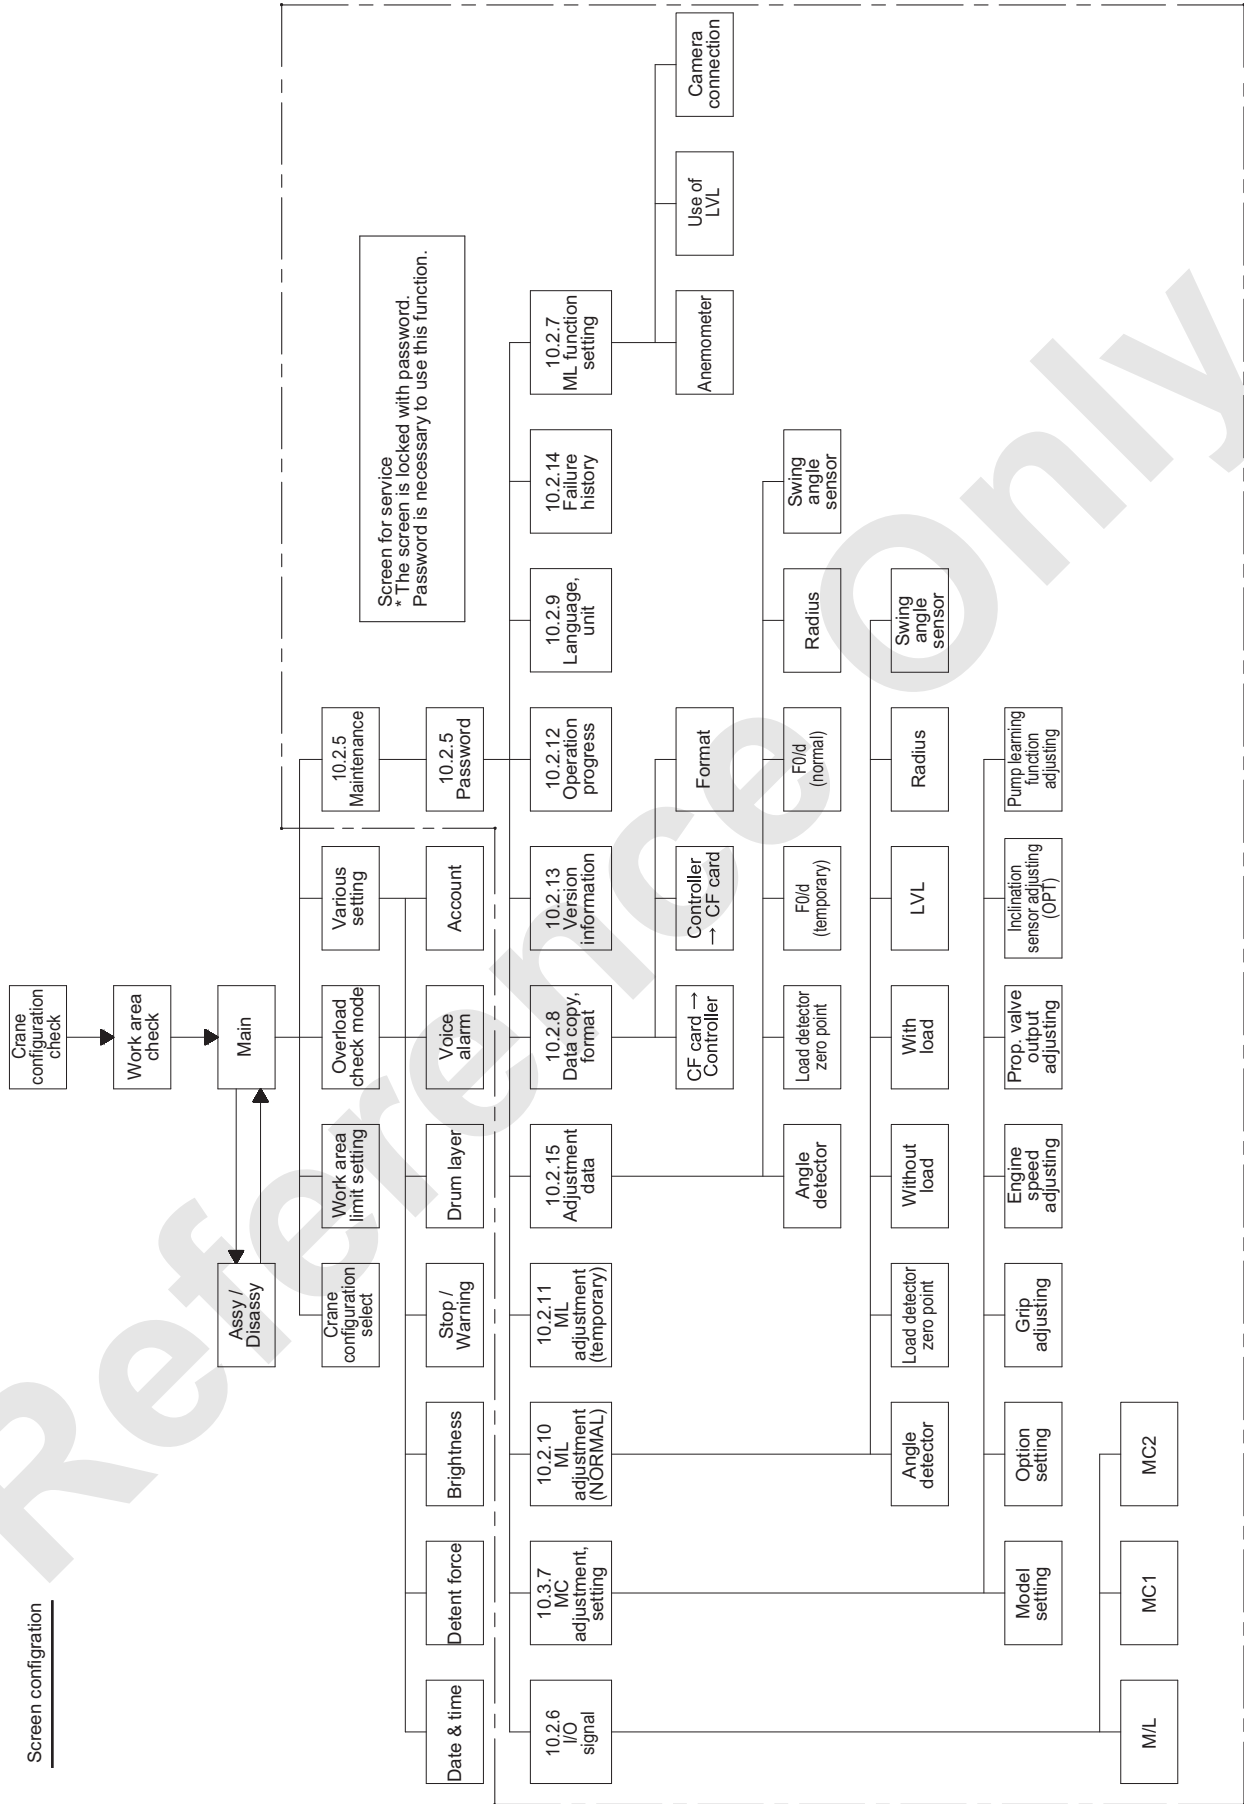 Screen configration
Crane
configuration
check
Work area
check
Main
Assy /
Disassy
Crane
configuration
select
Work area
limit setting
Overload
check mode
Various
setting
10.2.5
Maintenance
Screen for service
* The screen is locked with password.
Password is necessary to use this function.
Date & time
Detent force
Brightness
Stop /
Warning
Drum layer
Voice
alarm
Account
10.2.5
Password
10.2.6
I/O
signal
10.3.7
MC
adjustment,
setting
10.2.10
ML
adjustment
(NORMAL)
10.2.11
ML
adjustment
(temporary)
10.2.15
Adjustment
data
10.2.8
Data copy,
format
10.2.13
Version
information
10.2.12
Operation
progress
10.2.9
Language,
unit
10.2.14
Failure
history
10.2.7
ML function
setting
CF card →
Controller
Controller
→ CF card
Format
Anemometer
Use of
LVL
Camera
connection
Angle
detector
Load detector
zero point
F0/d
(temporary)
F0/d
(normal)
Radius
Swing
angle
sensor
Angle
detector
Load detector
zero point
Without
load
With
load
LVL
Radius
Swing
angle
sensor
Model
setting
Option
setting
Grip
adjusting
Engine
speed
adjusting
Prop. valve
output
adjusting
Inclination
sensor adjusting
(OPT)
Pump learning
function
adjusting
M/L
MC1
MC2
Reference Only